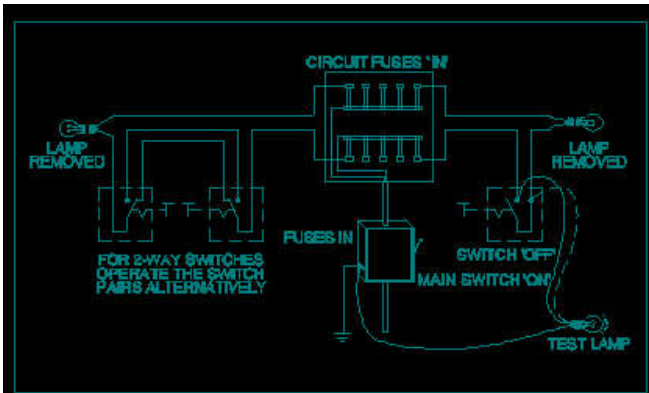 CIRCUIT FUSES 'IN'
LAMP
REMOVED
LAMP
REMOVED
FUSES IN
SWITCH 'OFF'
FOR 2-WAY SWITCHES
OPERATE THE SWITCH
PAIRS ALTERNATIVELY
MAIN SWITCH 'ON'
TEST LAMP